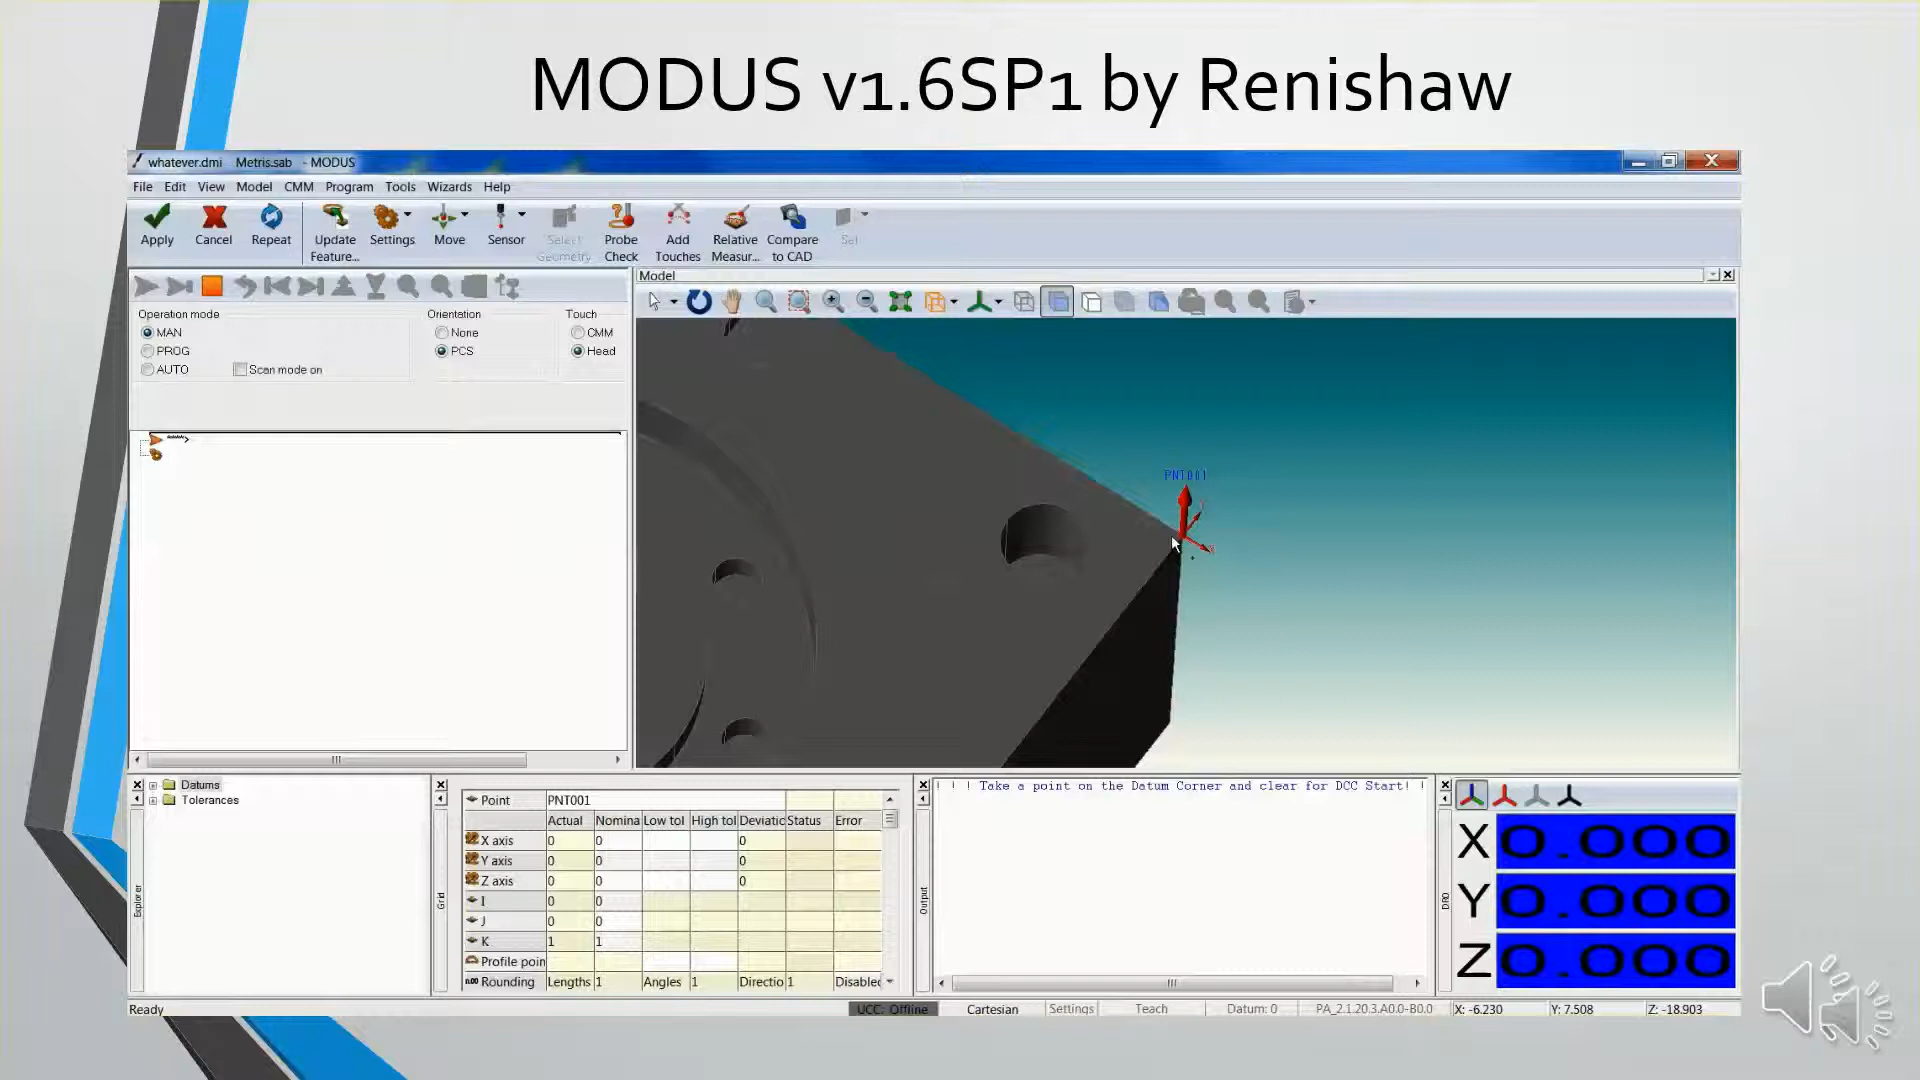 MODUS v1.6SP1 by Renishaw
whatever.dmi Metris.sab - MODUS
File Edit View Model CMM Program Tools Wizards Help
Apply Cancel Repeat Update Feature... Settings Move Sensor Select Geometry Probe Check Add Touches Relative Measur... Compare to CAD Set
Model
Operation mode Orientation Touch
MAN None CMM
PROG PCS Head
AUTO Scan mode on
PNT001
Datums
Tolerances
Explorer
Grid
Point PNT001
Actual Nomina Low tol High tol Deviatic Status Error
X axis 0 0 0
Y axis 0 0 0
Z axis 0 0 0
I 0 0
J 0 0
K 1 1
Profile poin
n.00 Rounding Lengths 1 Angles 1 Directio 1 Disabled
Output
! ! ! Take a point on the Datum Corner and clear for DCC Start! !
DRO
X 0.000
Y 0.000
Z 0.000
Ready UCC: Offline Cartesian Settings Teach Datum: 0 PA_2.1.20.3.A0.0-B0.0 X: -6.230 Y: 7.508 Z: -18.903